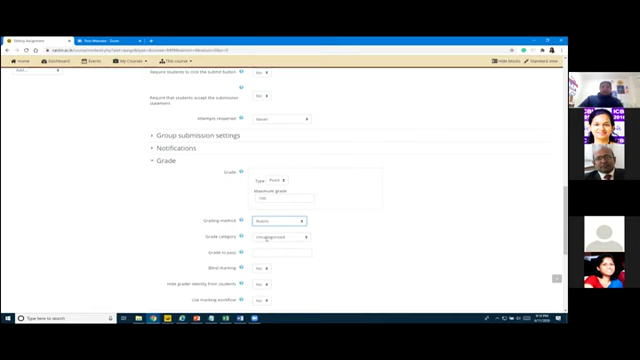 Editing Assignment
Home
Dashboard
Events
My Courses
This course
Hide blocks
Standard view
Add...
Require students to click the submit button
No
Require that students accept the submission statement
No
Attempts reopened
Never
Group submission settings
Notifications
Grade
Grade
Type
Point
Maximum grade
100
Grading method
Rubric
Grade category
Uncategorised
Grade to pass
Blind marking
No
Hide grader identity from students
No
Use marking workflow
No
Type here to search